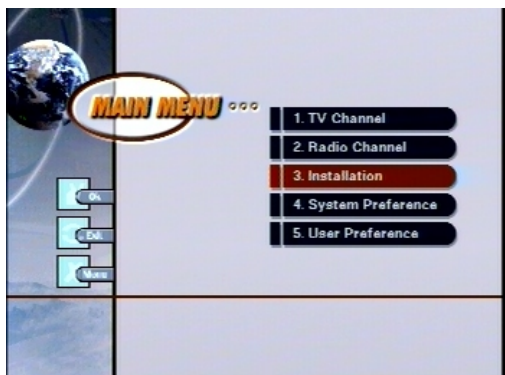 MAIN MENU
1. TV Channel
2. Radio Channel
3. Installation
4. System Preference
5. User Preference
Ok
Exit
Menu